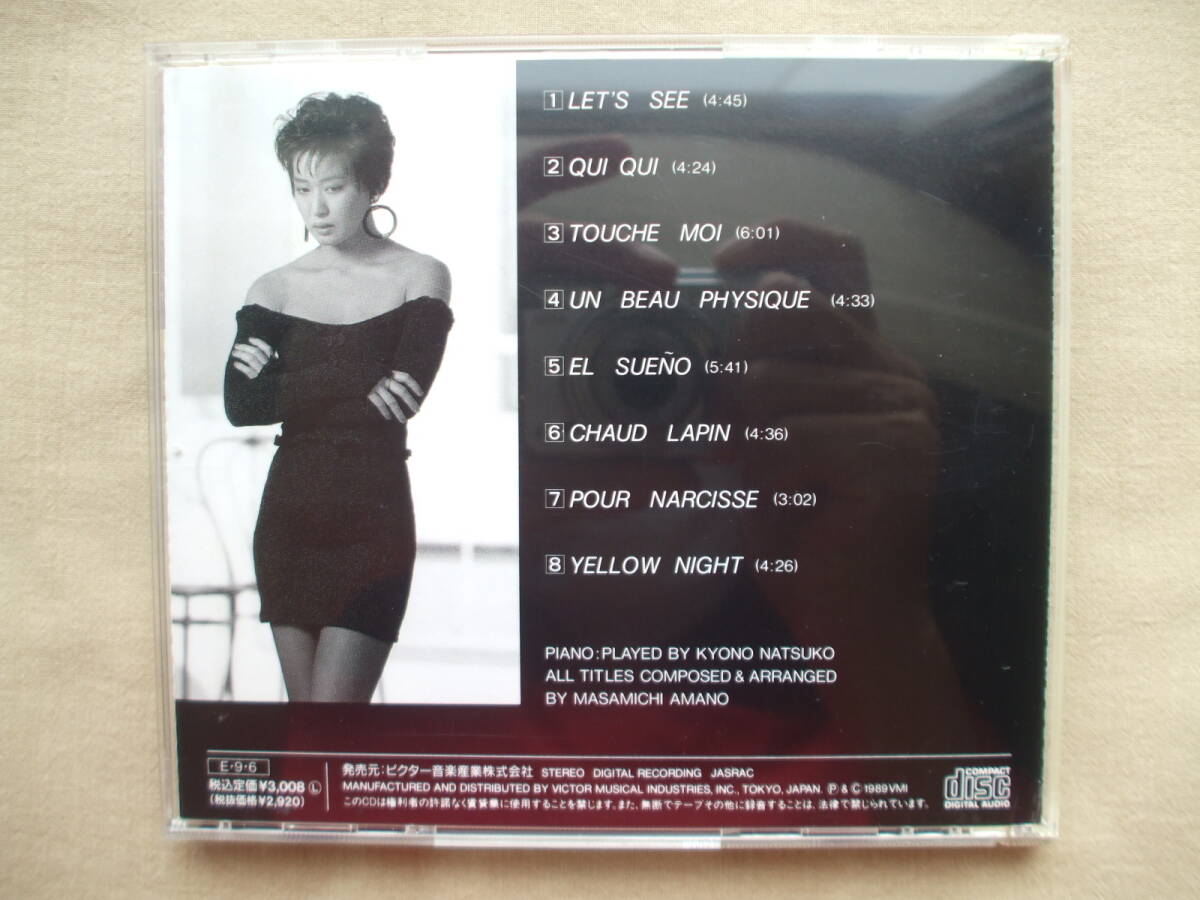 1 LET'S SEE (4:45)
2 QUI QUI (4:24)
3 TOUCHE MOI (6:01)
4 UN BEAU PHYSIQUE (4:33)
5 EL SUEÑO (5:41)
6 CHAUD LAPIN (4:36)
7 POUR NARCISSE (3:02)
8 YELLOW NIGHT (4:26)
PIANO:PLAYED BY KYONO NATSUKO
ALL TITLES COMPOSED & ARRANGED
BY MASAMICHI AMANO
E・9・6
税込定価¥3,008 Ⓛ
(税抜価格¥2,920)
発売元:ビクター音楽産業株式会社 STEREO DIGITAL RECORDING JASRAC
MANUFACTURED AND DISTRIBUTED BY VICTOR MUSICAL INDUSTRIES, INC., TOKYO, JAPAN. Ⓟ & © 1989 VMI
このCDは権利者の許諾なく賃貸業に使用することを禁じます。また、無断でテープその他に録音することは、法律で禁じられています。
COMPACT
disc
DIGITAL AUDIO